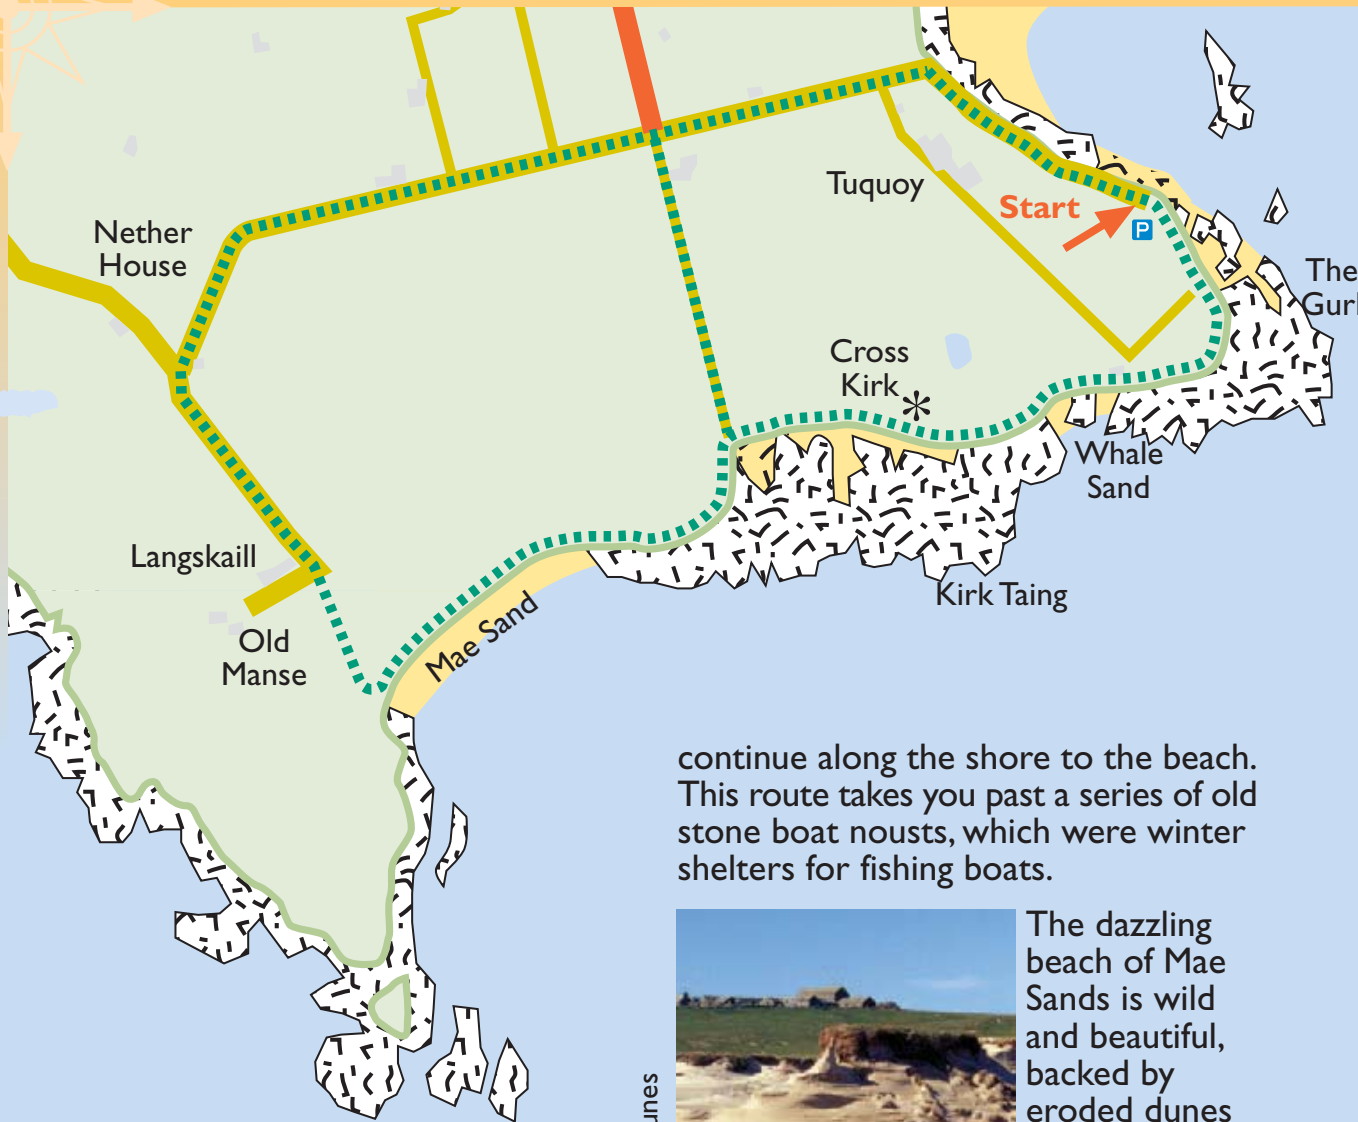 Nether
House
Tuquoy
Start
P
The
Cross
Kirk
Whale
Sand
Langskaill
Kirk Taing
Old
Manse
Mae Sand
continue along the shore to the beach.
This route takes you past a series of old
stone boat nousts, which were winter
shelters for fishing boats.
The dazzling
beach of Mae
Sands is wild
and beautiful,
backed by
eroded dunes